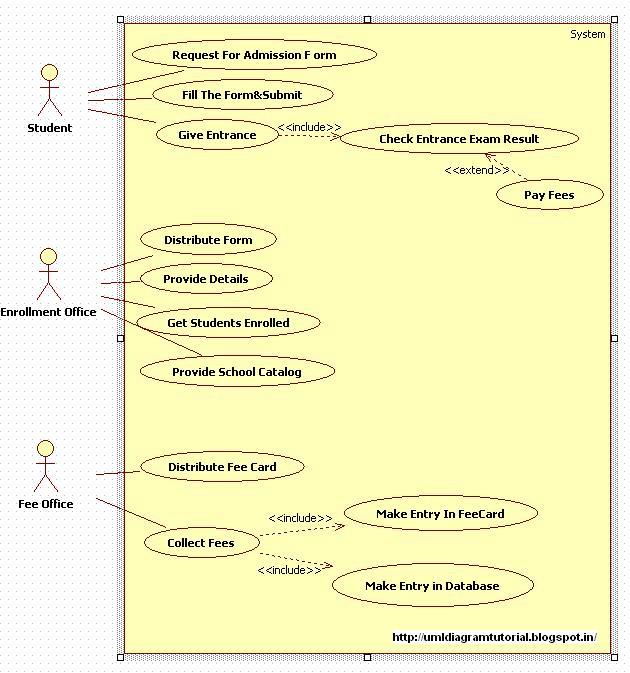 System
Request For Admission Form
Fill The Form&Submit
Student
Give Entrance
<<include>>
Check Entrance Exam Result
<<extend>>
Pay Fees
Distribute Form
Provide Details
Enrollment Office
Get Students Enrolled
Provide School Catalog
Distribute Fee Card
Fee Office
Make Entry In FeeCard
<<include>>
Collect Fees
<<include>>
Make Entry in Database
http://umldiagramtutorial.blogspot.in/